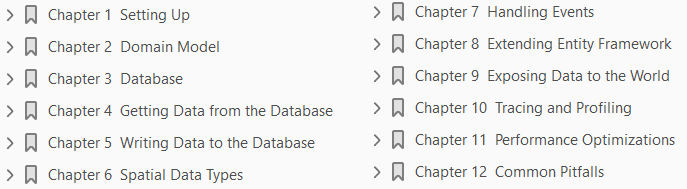 Chapter 1 Setting Up
Chapter 2 Domain Model
Chapter 3 Database
Chapter 4 Getting Data from the Database
Chapter 5 Writing Data to the Database
Chapter 6 Spatial Data Types
Chapter 7 Handling Events
Chapter 8 Extending Entity Framework
Chapter 9 Exposing Data to the World
Chapter 10 Tracing and Profiling
Chapter 11 Performance Optimizations
Chapter 12 Common Pitfalls